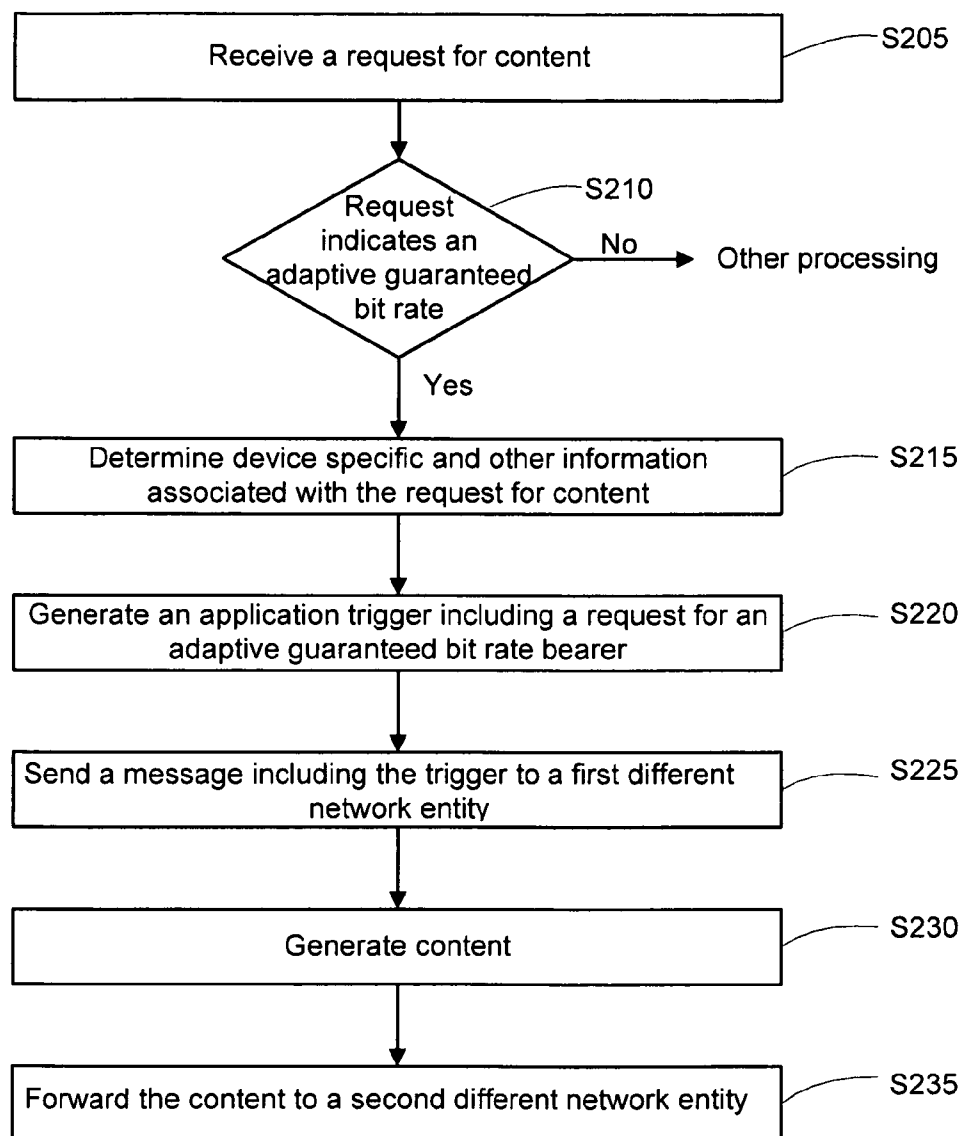 Receive a request for content
S205
S210
Request
indicates an
adaptive guaranteed
bit rate
No
Other processing
Yes
Determine device specific and other information
associated with the request for content
S215
Generate an application trigger including a request for an
adaptive guaranteed bit rate bearer
S220
Send a message including the trigger to a first different
network entity
S225
Generate content
S230
Forward the content to a second different network entity
S235